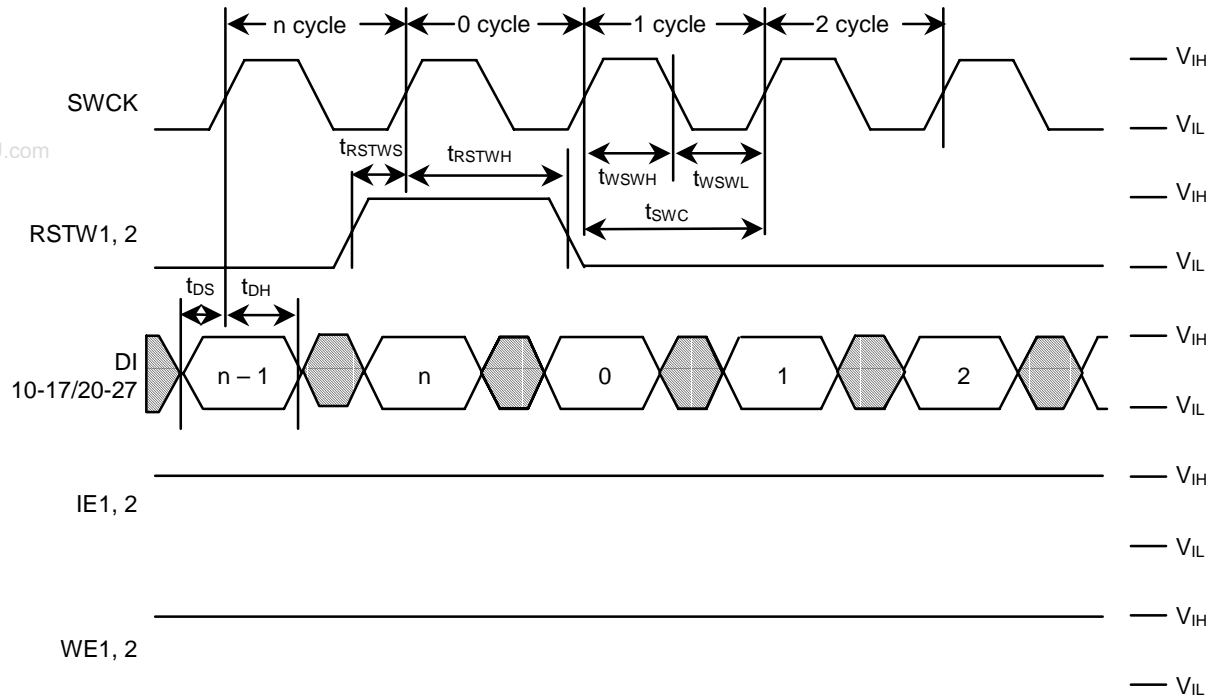 n cycle 0 cycle 1 cycle 2 cycle
SWCK
VIH
VIL
tRSTWS tRSTWH tWSWH tWSWL
tSWC
RSTW1, 2
VIH
VIL
tDS tDH
DI
10-17/20-27
n – 1 n 0 1 2
VIH
VIL
IE1, 2
VIH
VIL
WE1, 2
VIH
VIL